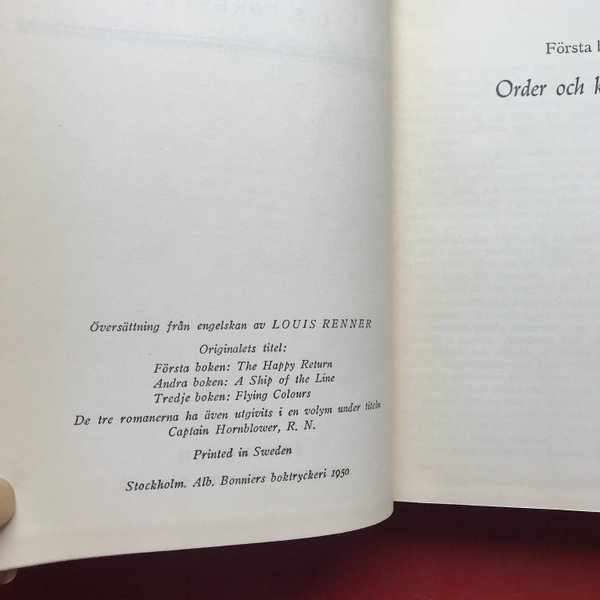 Översättning från engelskan av LOUIS RENNER
Originalets titel:
Första boken: The Happy Return
Andra boken: A Ship of the Line
Tredje boken: Flying Colours
De tre romanerna ha även utgivits i en volym under titeln
Captain Hornblower, R. N.
Printed in Sweden
Stockholm. Alb. Bonniers boktryckeri 1950
Första b
Order och k